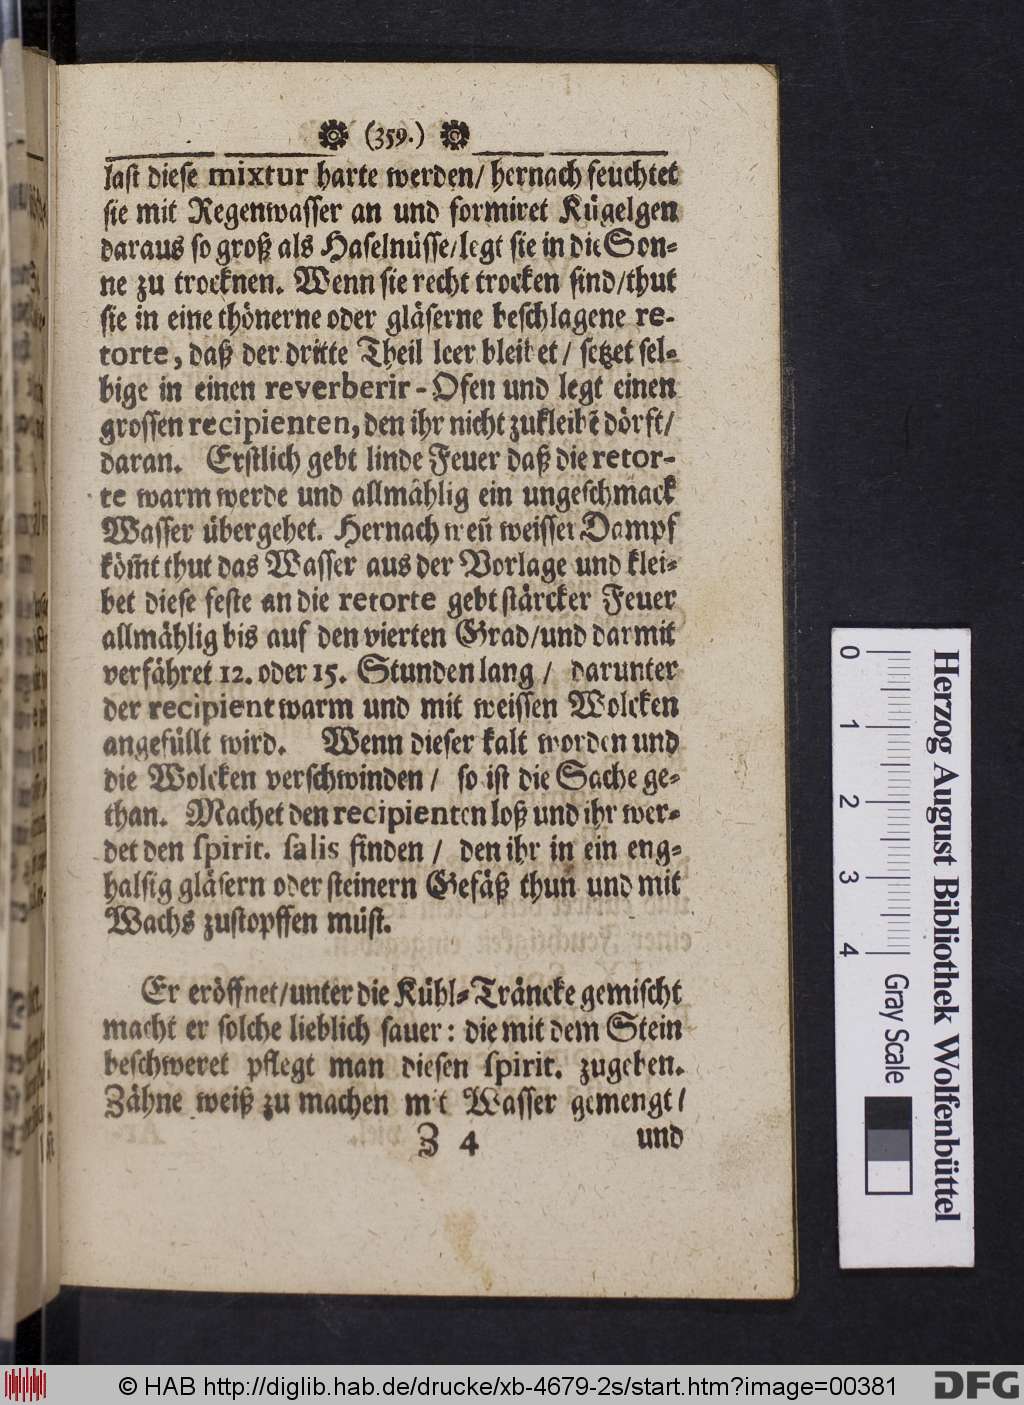 (359.)
last diese mixtur harte werden/ hernach feuchtet
sie mit Regenwasser an und formiret Kügelgen
daraus so groß als Haselnüsse/legt sie in die Son-
ne zu trocknen. Wenn sie recht trocken sind/thut
sie in eine thönerne oder gläserne beschlagene re-
torte, daß der dritte Theil leer bleibet/ setzet sel-
bige in einen reverberir-Ofen und legt einen
grossen recipienten, den ihr nicht zukleibẽ dörft/
daran. Erstlich gebt linde Feuer daß die retor-
te warm werde und allmählig ein ungeschmack
Wasser übergehet. Hernach weñ weisser Dampf
köm̃t thut das Wasser aus der Vorlage und klei-
bet diese feste an die retorte gebt stärcker Feuer
allmählig bis auf den vierten Grad/und darmit
verfähret 12. oder 15. Stunden lang/ darunter
der recipient warm und mit weissen Wolcken
angefüllt wird. Wenn dieser kalt worden und
die Wolcken verschwinden/ so ist die Sache ge-
than. Machet den recipienten loß und ihr wer-
det den spirit. salis finden/ den ihr in ein eng-
halsig gläsern oder steinern Gefäß thun und mit
Wachs zustopffen müst.
Er eröffnet/unter die Kühl-Träncke gemischt
macht er solche lieblich sauer: die mit dem Stein
beschweret pflegt man diesen spirit. zugeben.
Zähne weiß zu machen mit Wasser gemengt/
Z 4 und
0 1 2 3 4
Gray Scale
Herzog August Bibliothek Wolfenbüttel
© HAB http://diglib.hab.de/drucke/xb-4679-2s/start.htm?image=00381
DFG